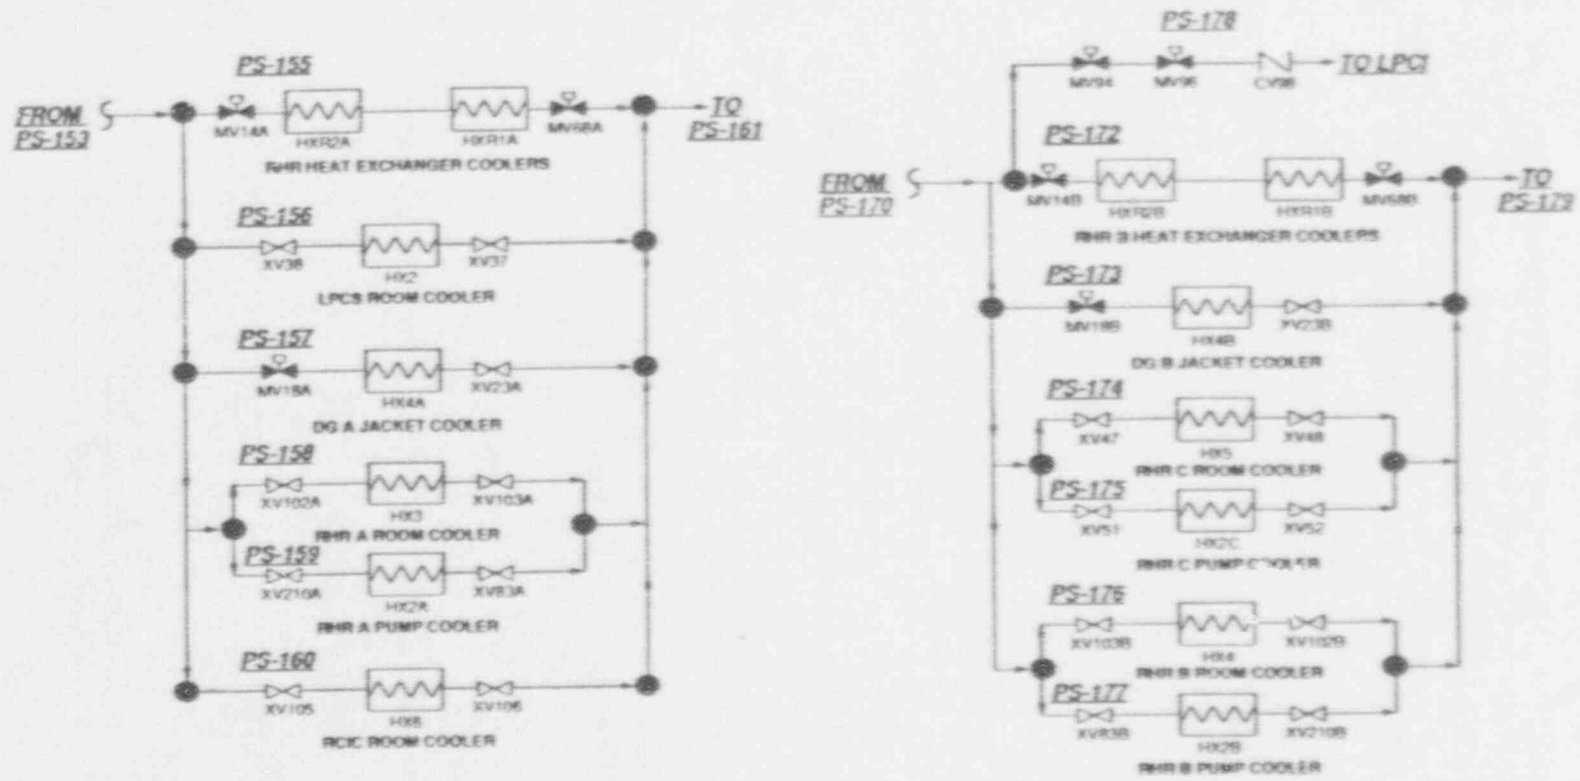 PS-155
FROM
PS-153
MV14A
HXR2A
HXR1A
MV68A
TO
PS-161
RHR HEAT EXCHANGER COOLERS
PS-156
XV38
HX2
XV37
LPCS ROOM COOLER
PS-157
MV18A
HX4A
XV23A
DG A JACKET COOLER
PS-158
XV102A
HX3
XV103A
RHR A ROOM COOLER
PS-159
XV210A
HX2A
XV83A
RHR A PUMP COOLER
PS-160
XV105
HX6
XV106
RCIC ROOM COOLER
PS-178
MV94
MV96
CV98
TO LPCI
PS-172
FROM
PS-170
MV14B
HXR2B
HXR1B
MV68B
TO
PS-179
RHR B HEAT EXCHANGER COOLERS
PS-173
MV18B
HX4B
XV23B
DG B JACKET COOLER
PS-174
XV47
HX5
XV48
RHR C ROOM COOLER
PS-175
XV51
HX2C
XV52
RHR C PUMP COOLER
PS-176
XV103B
HX4
XV102B
RHR B ROOM COOLER
PS-177
XV83B
HX2B
XV210B
RHR B PUMP COOLER